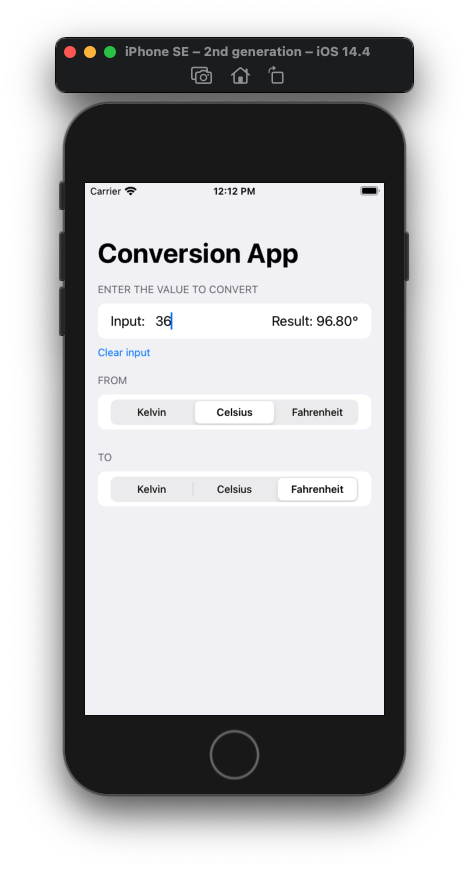 iPhone SE – 2nd generation – iOS 14.4
Carrier 12:12 PM
Conversion App
ENTER THE VALUE TO CONVERT
Input: 36 Result: 96.80°
Clear input
FROM
Kelvin Celsius Fahrenheit
TO
Kelvin Celsius Fahrenheit